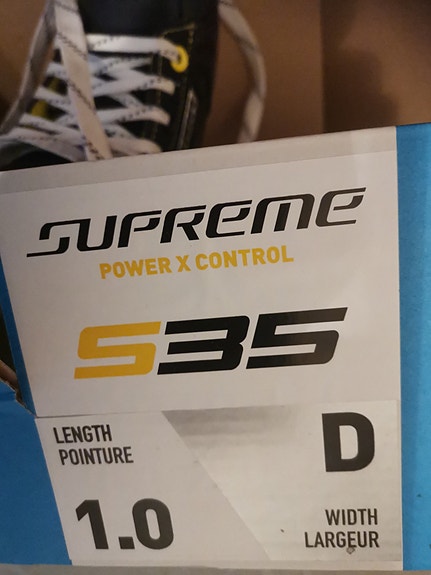 SUPREME
POWER X CONTROL
S35
LENGTH
POINTURE
1.0
D
WIDTH
LARGEUR